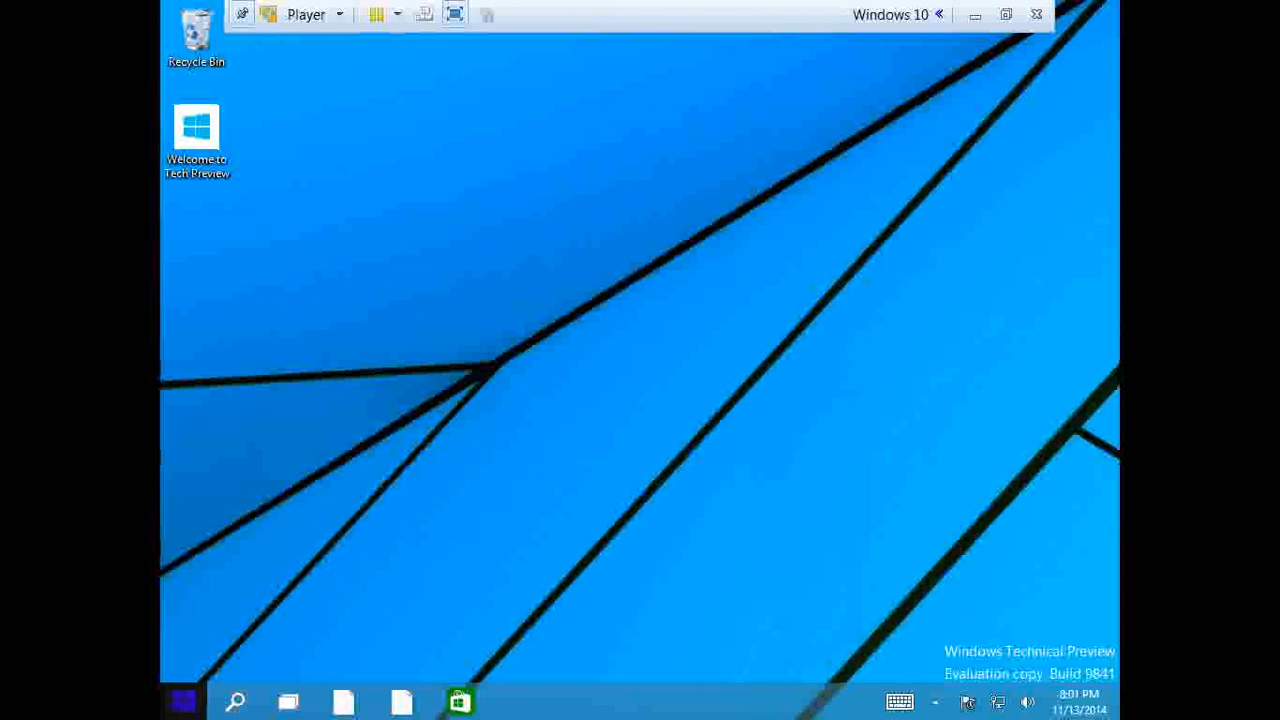 Player
Windows 10
Recycle Bin
Welcome to
Tech Preview
Windows Technical Preview
Evaluation copy. Build 9841
8:01 PM
11/13/2014